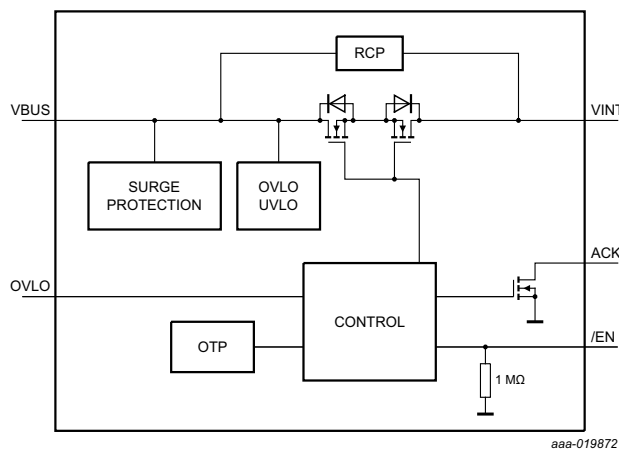 RCP
VBUS
VINT
SURGE
PROTECTION
OVLO
UVLO
ACK
OVLO
CONTROL
OTP
/EN
1 MΩ
aaa-019872